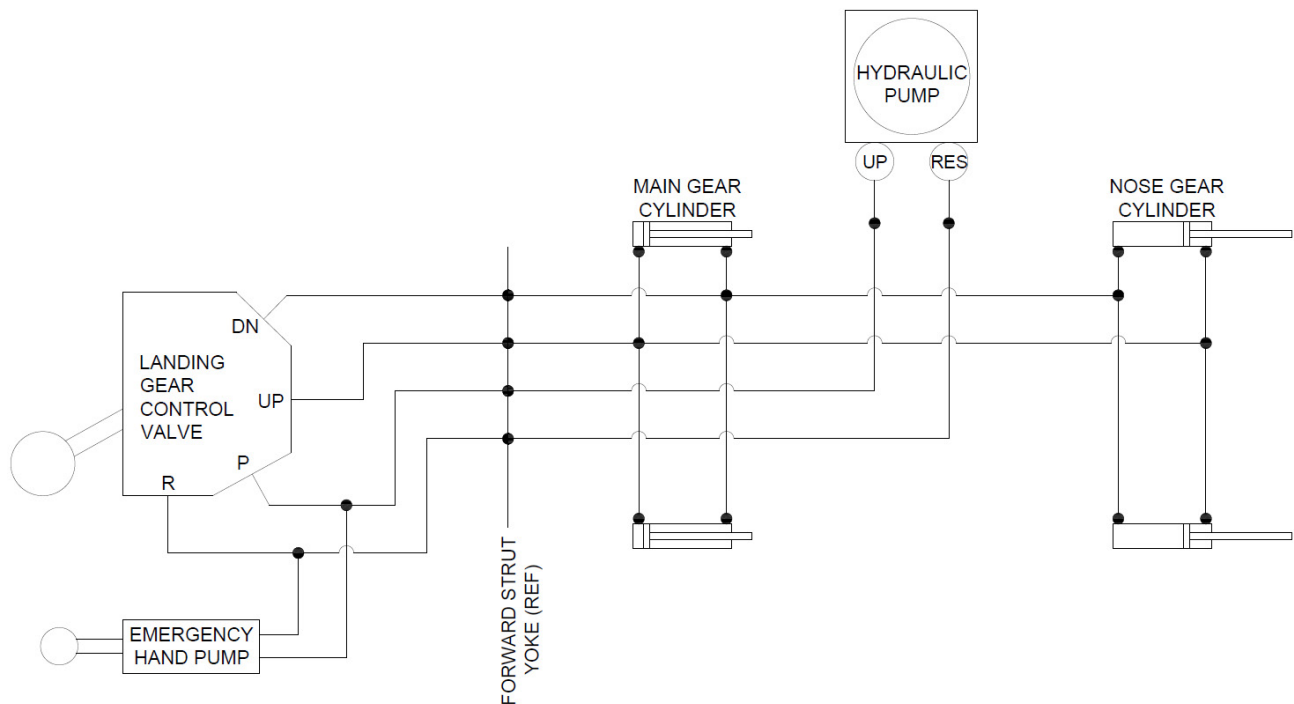 HYDRAULIC
PUMP
UP
RES
MAIN GEAR
CYLINDER
NOSE GEAR
CYLINDER
DN
LANDING
GEAR
CONTROL
VALVE
UP
P
R
FORWARD STRUT
YOKE (REF)
EMERGENCY
HAND PUMP